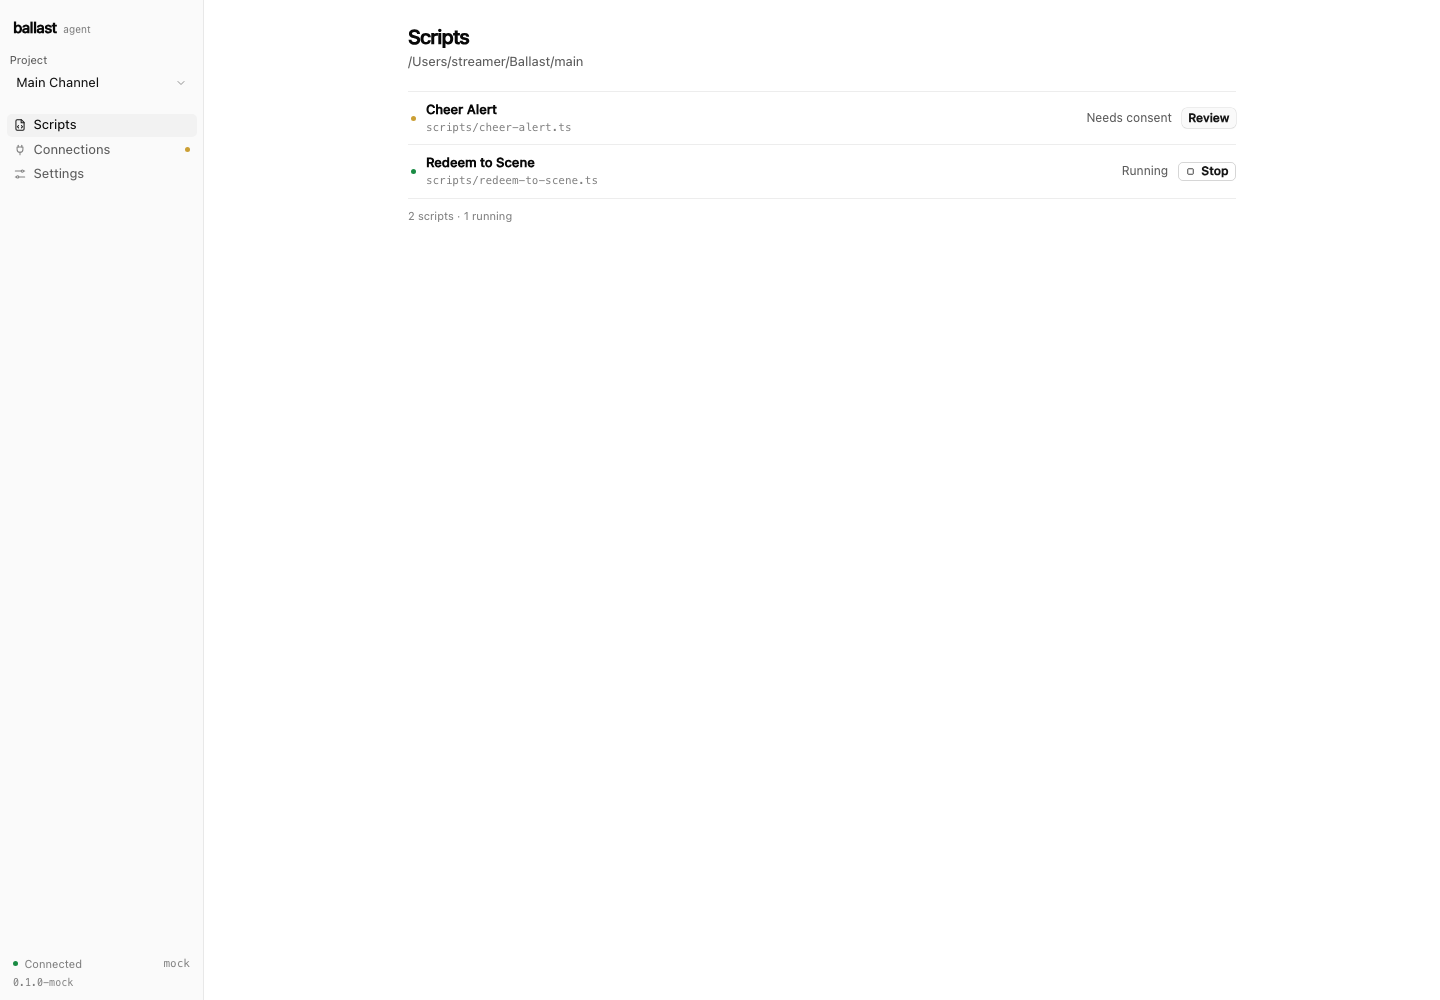 ballast agent
Project
Main Channel
Scripts
Connections
Settings
Connected mock
0.1.0-mock
Scripts
/Users/streamer/Ballast/main
Cheer Alert
scripts/cheer-alert.ts
Needs consent Review
Redeem to Scene
scripts/redeem-to-scene.ts
Running Stop
2 scripts · 1 running